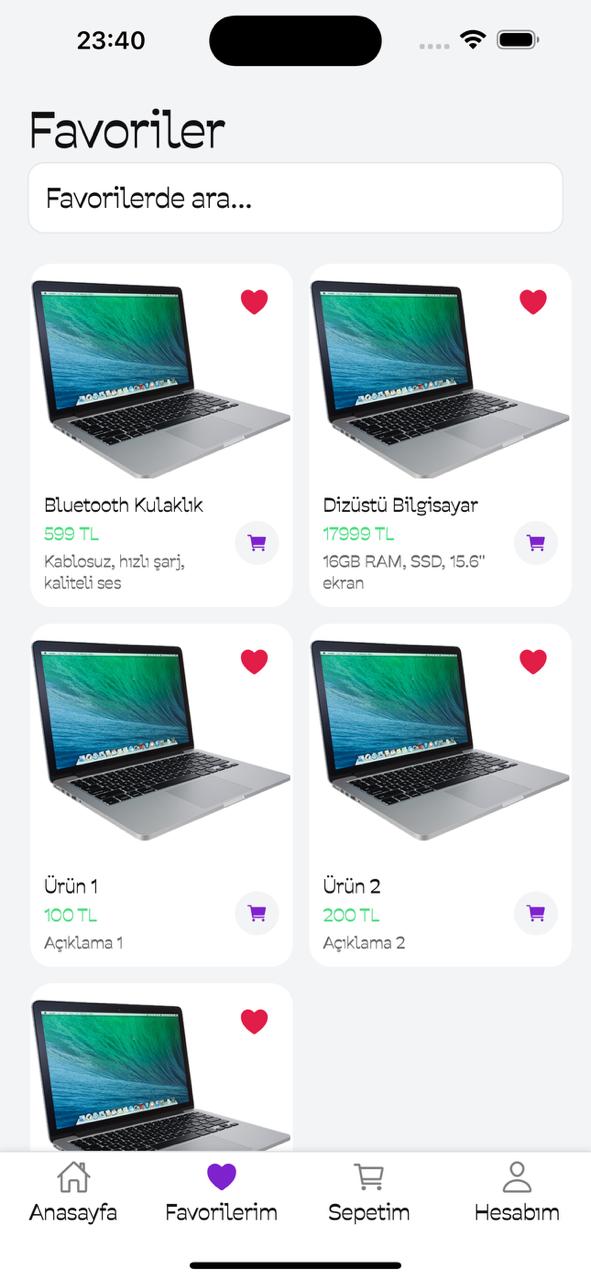 23:40
Favoriler
Favorilerde ara...
Bluetooth Kulaklık
599 TL
Kablosuz, hızlı şarj,
kaliteli ses
Dizüstü Bilgisayar
17999 TL
16GB RAM, SSD, 15.6"
ekran
Ürün 1
100 TL
Açıklama 1
Ürün 2
200 TL
Açıklama 2
Anasayfa
Favorilerim
Sepetim
Hesabım